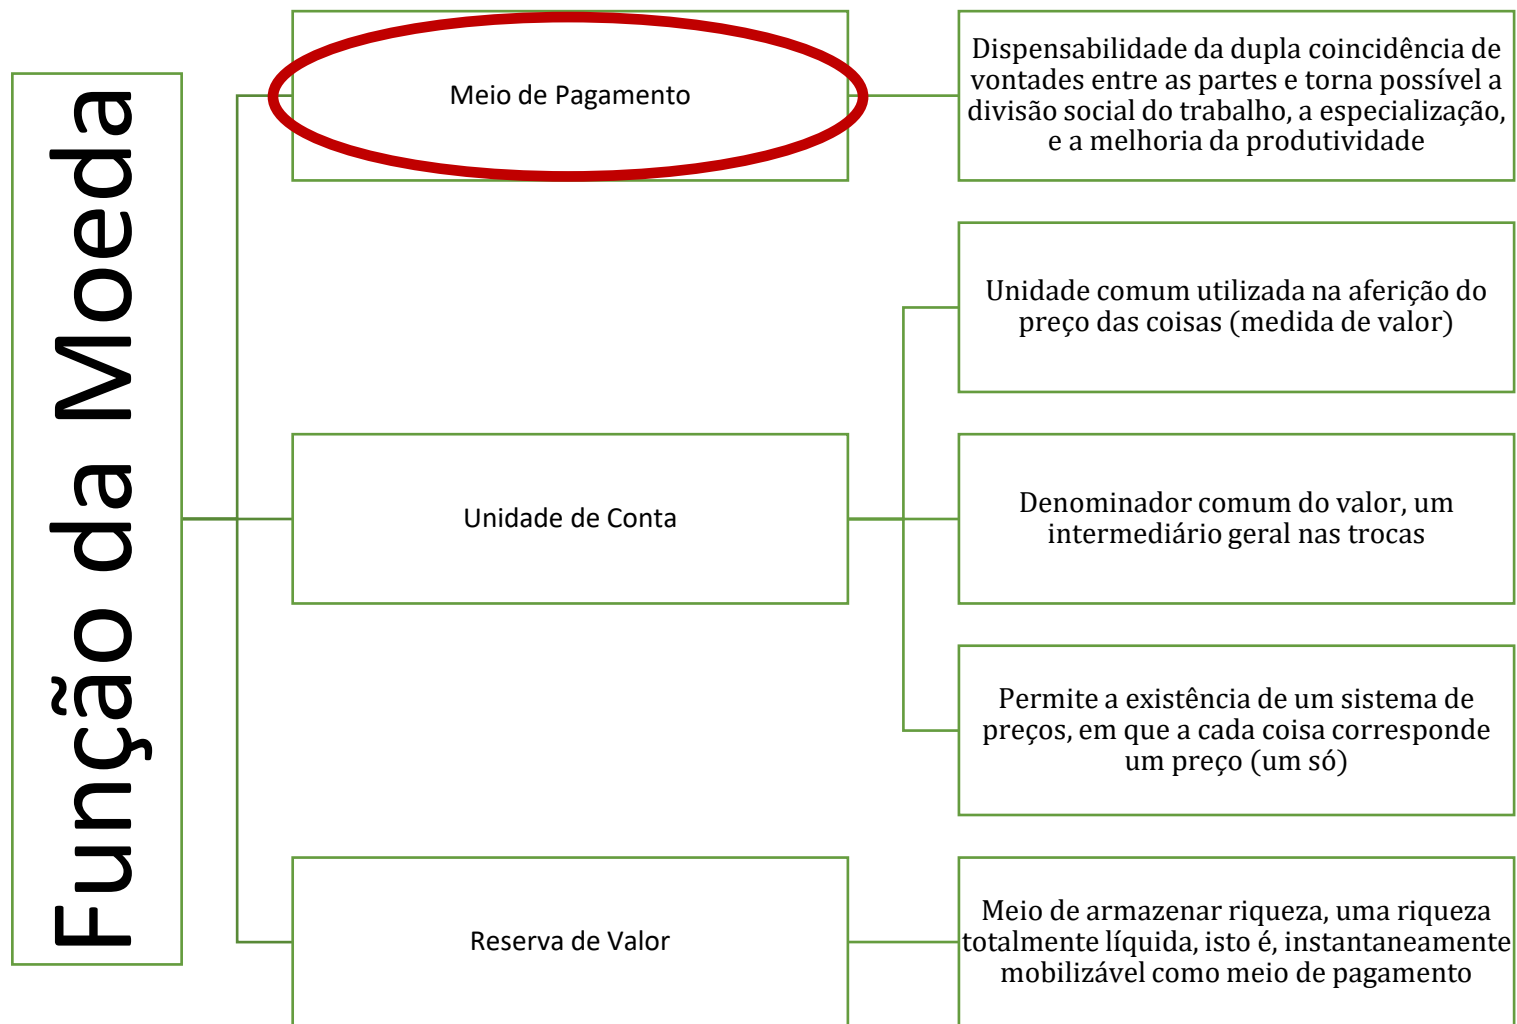 Função da Moeda
Meio de Pagamento
Dispensabilidade da dupla coincidência de
vontades entre as partes e torna possível a
divisão social do trabalho, a especialização,
e a melhoria da produtividade
Unidade de Conta
Unidade comum utilizada na aferição do
preço das coisas (medida de valor)
Denominador comum do valor, um
intermediário geral nas trocas
Permite a existência de um sistema de
preços, em que a cada coisa corresponde
um preço (um só)
Reserva de Valor
Meio de armazenar riqueza, uma riqueza
totalmente líquida, isto é, instantaneamente
mobilizável como meio de pagamento